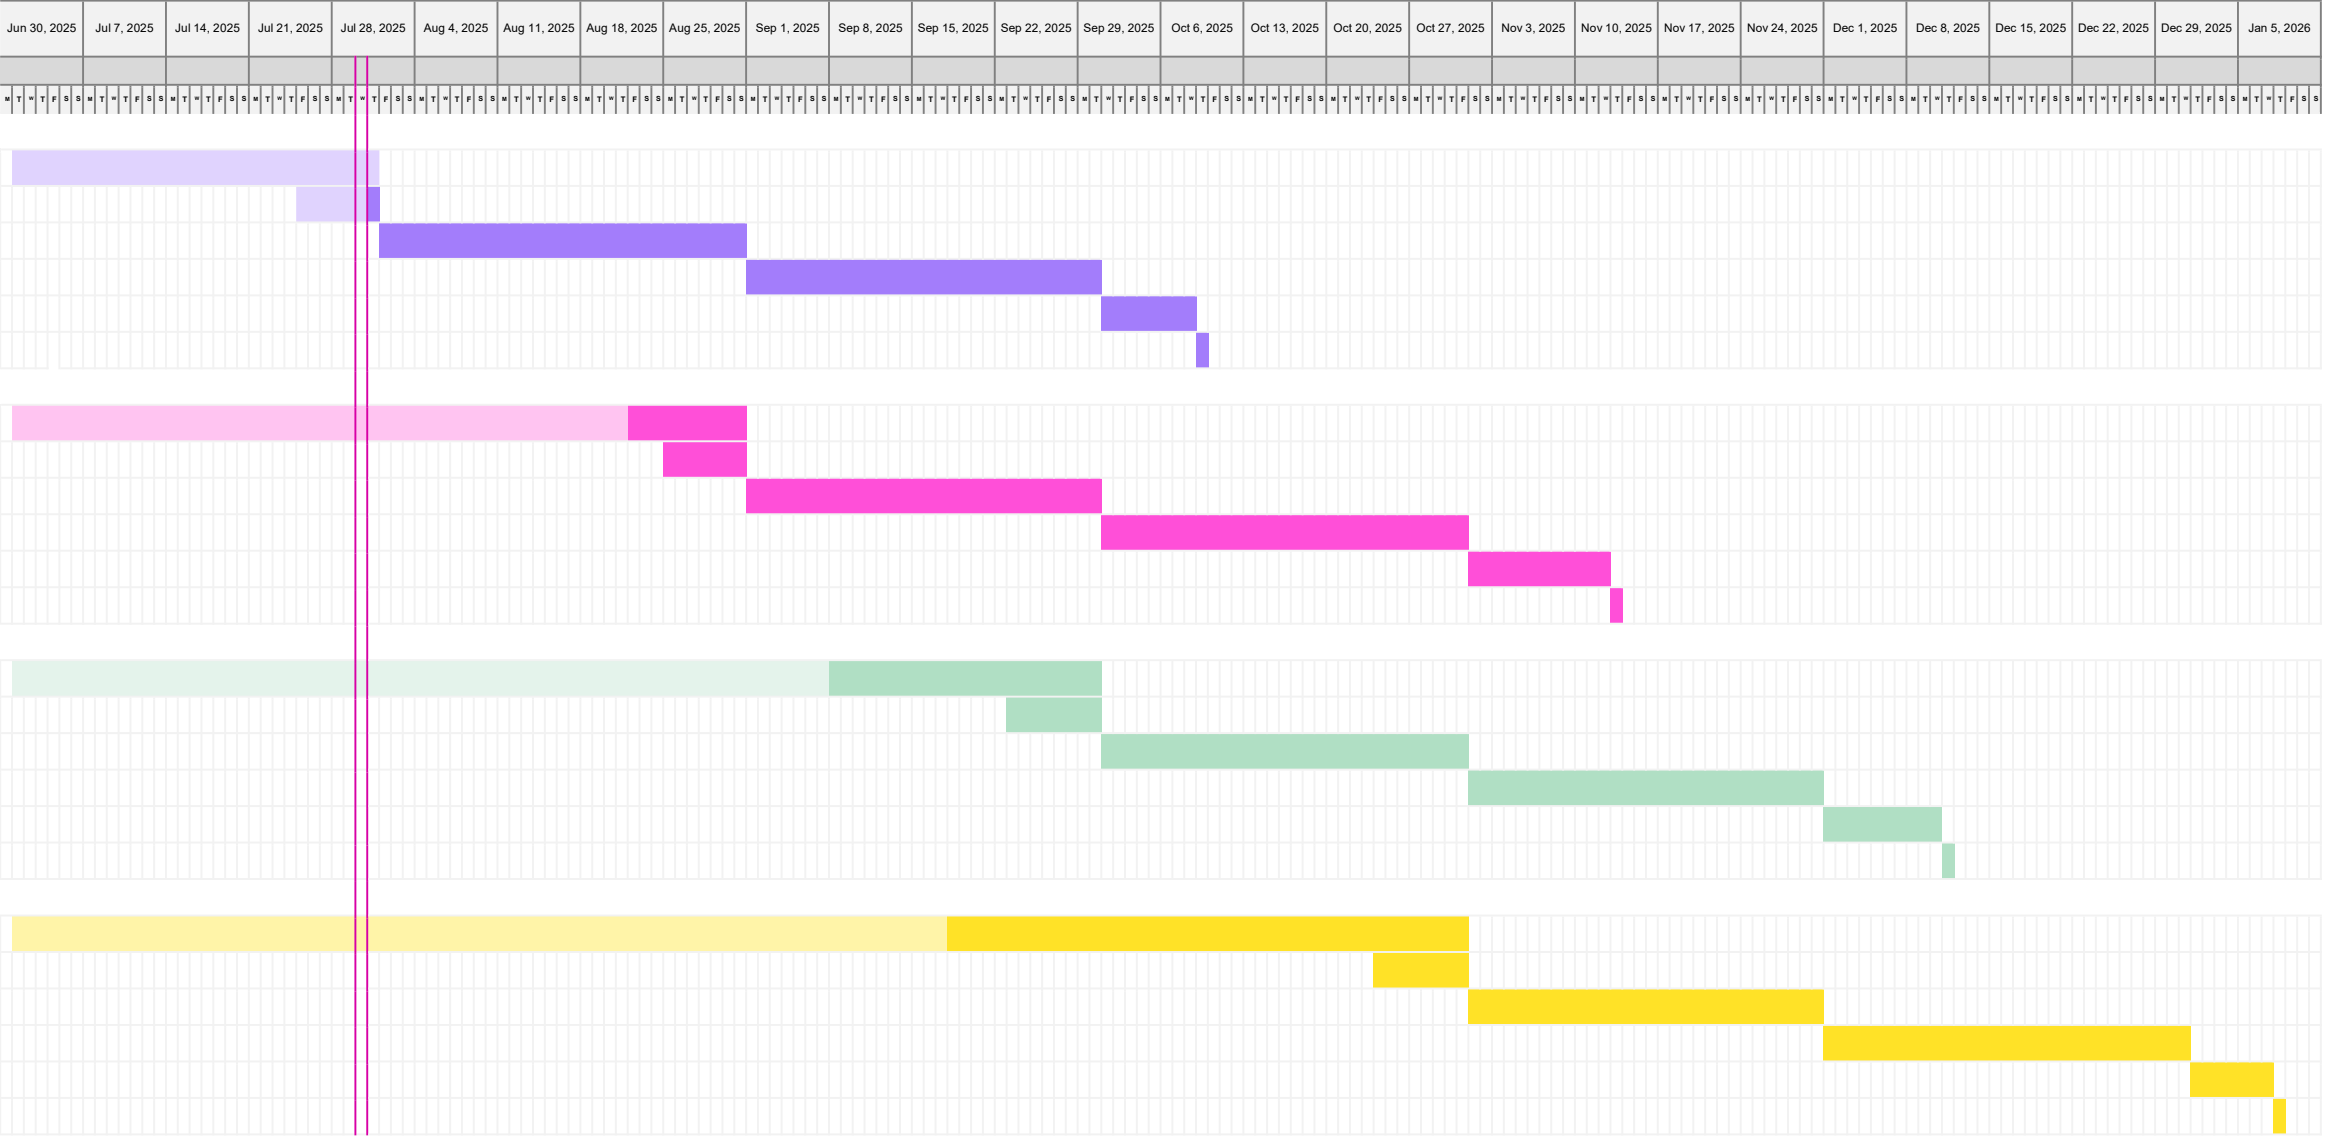 Jun 30, 2025 Jul 7, 2025 Jul 14, 2025 Jul 21, 2025 Jul 28, 2025 Aug 4, 2025 Aug 11, 2025 Aug 18, 2025 Aug 25, 2025 Sep 1, 2025 Sep 8, 2025 Sep 15, 2025 Sep 22, 2025 Sep 29, 2025 Oct 6, 2025 Oct 13, 2025 Oct 20, 2025 Oct 27, 2025 Nov 3, 2025 Nov 10, 2025 Nov 17, 2025 Nov 24, 2025 Dec 1, 2025 Dec 8, 2025 Dec 15, 2025 Dec 22, 2025 Dec 29, 2025 Jan 5, 2026
M T W T F S S M T W T F S S M T W T F S S M T W T F S S M T W T F S S M T W T F S S M T W T F S S M T W T F S S M T W T F S S M T W T F S S M T W T F S S M T W T F S S M T W T F S S M T W T F S S M T W T F S S M T W T F S S M T W T F S S M T W T F S S M T W T F S S M T W T F S S M T W T F S S M T W T F S S M T W T F S S M T W T F S S M T W T F S S M T W T F S S M T W T F S S M T W T F S S